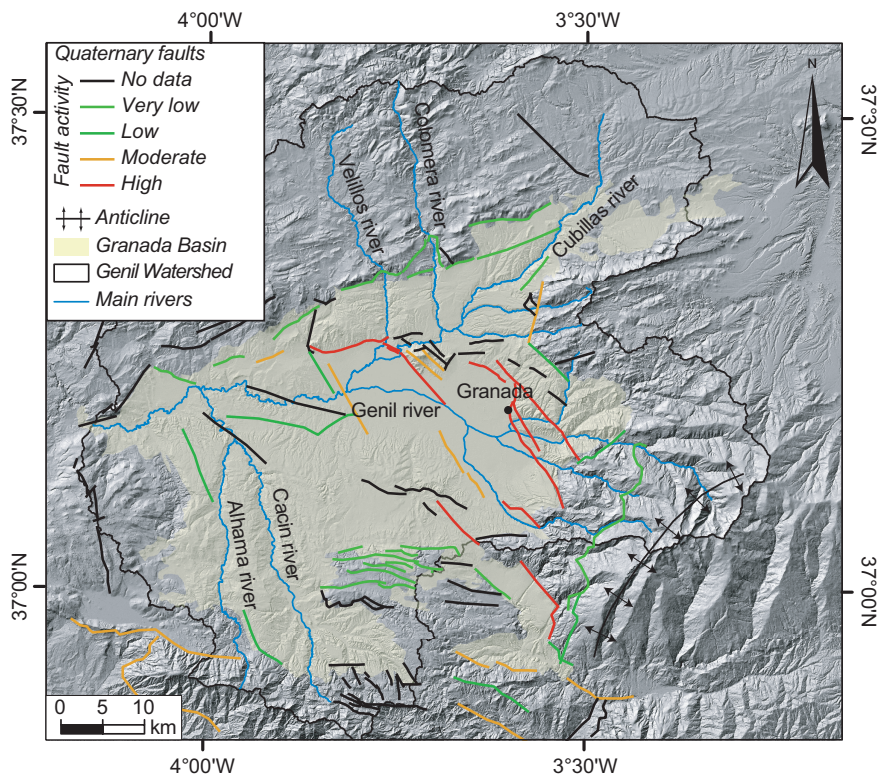 4°00'W
3°30'W
Quaternary faults
Fault activity
No data
Very low
Low
Moderate
High
Anticline
Granada Basin
Genil Watershed
Main rivers
N
37°30'N
37°30'N
Velillos river
Colomera river
Cubillas river
Granada
Genil river
Alhama river
Cacin river
37°00'N
37°00'N
0 5 10
km
4°00'W
3°30'W